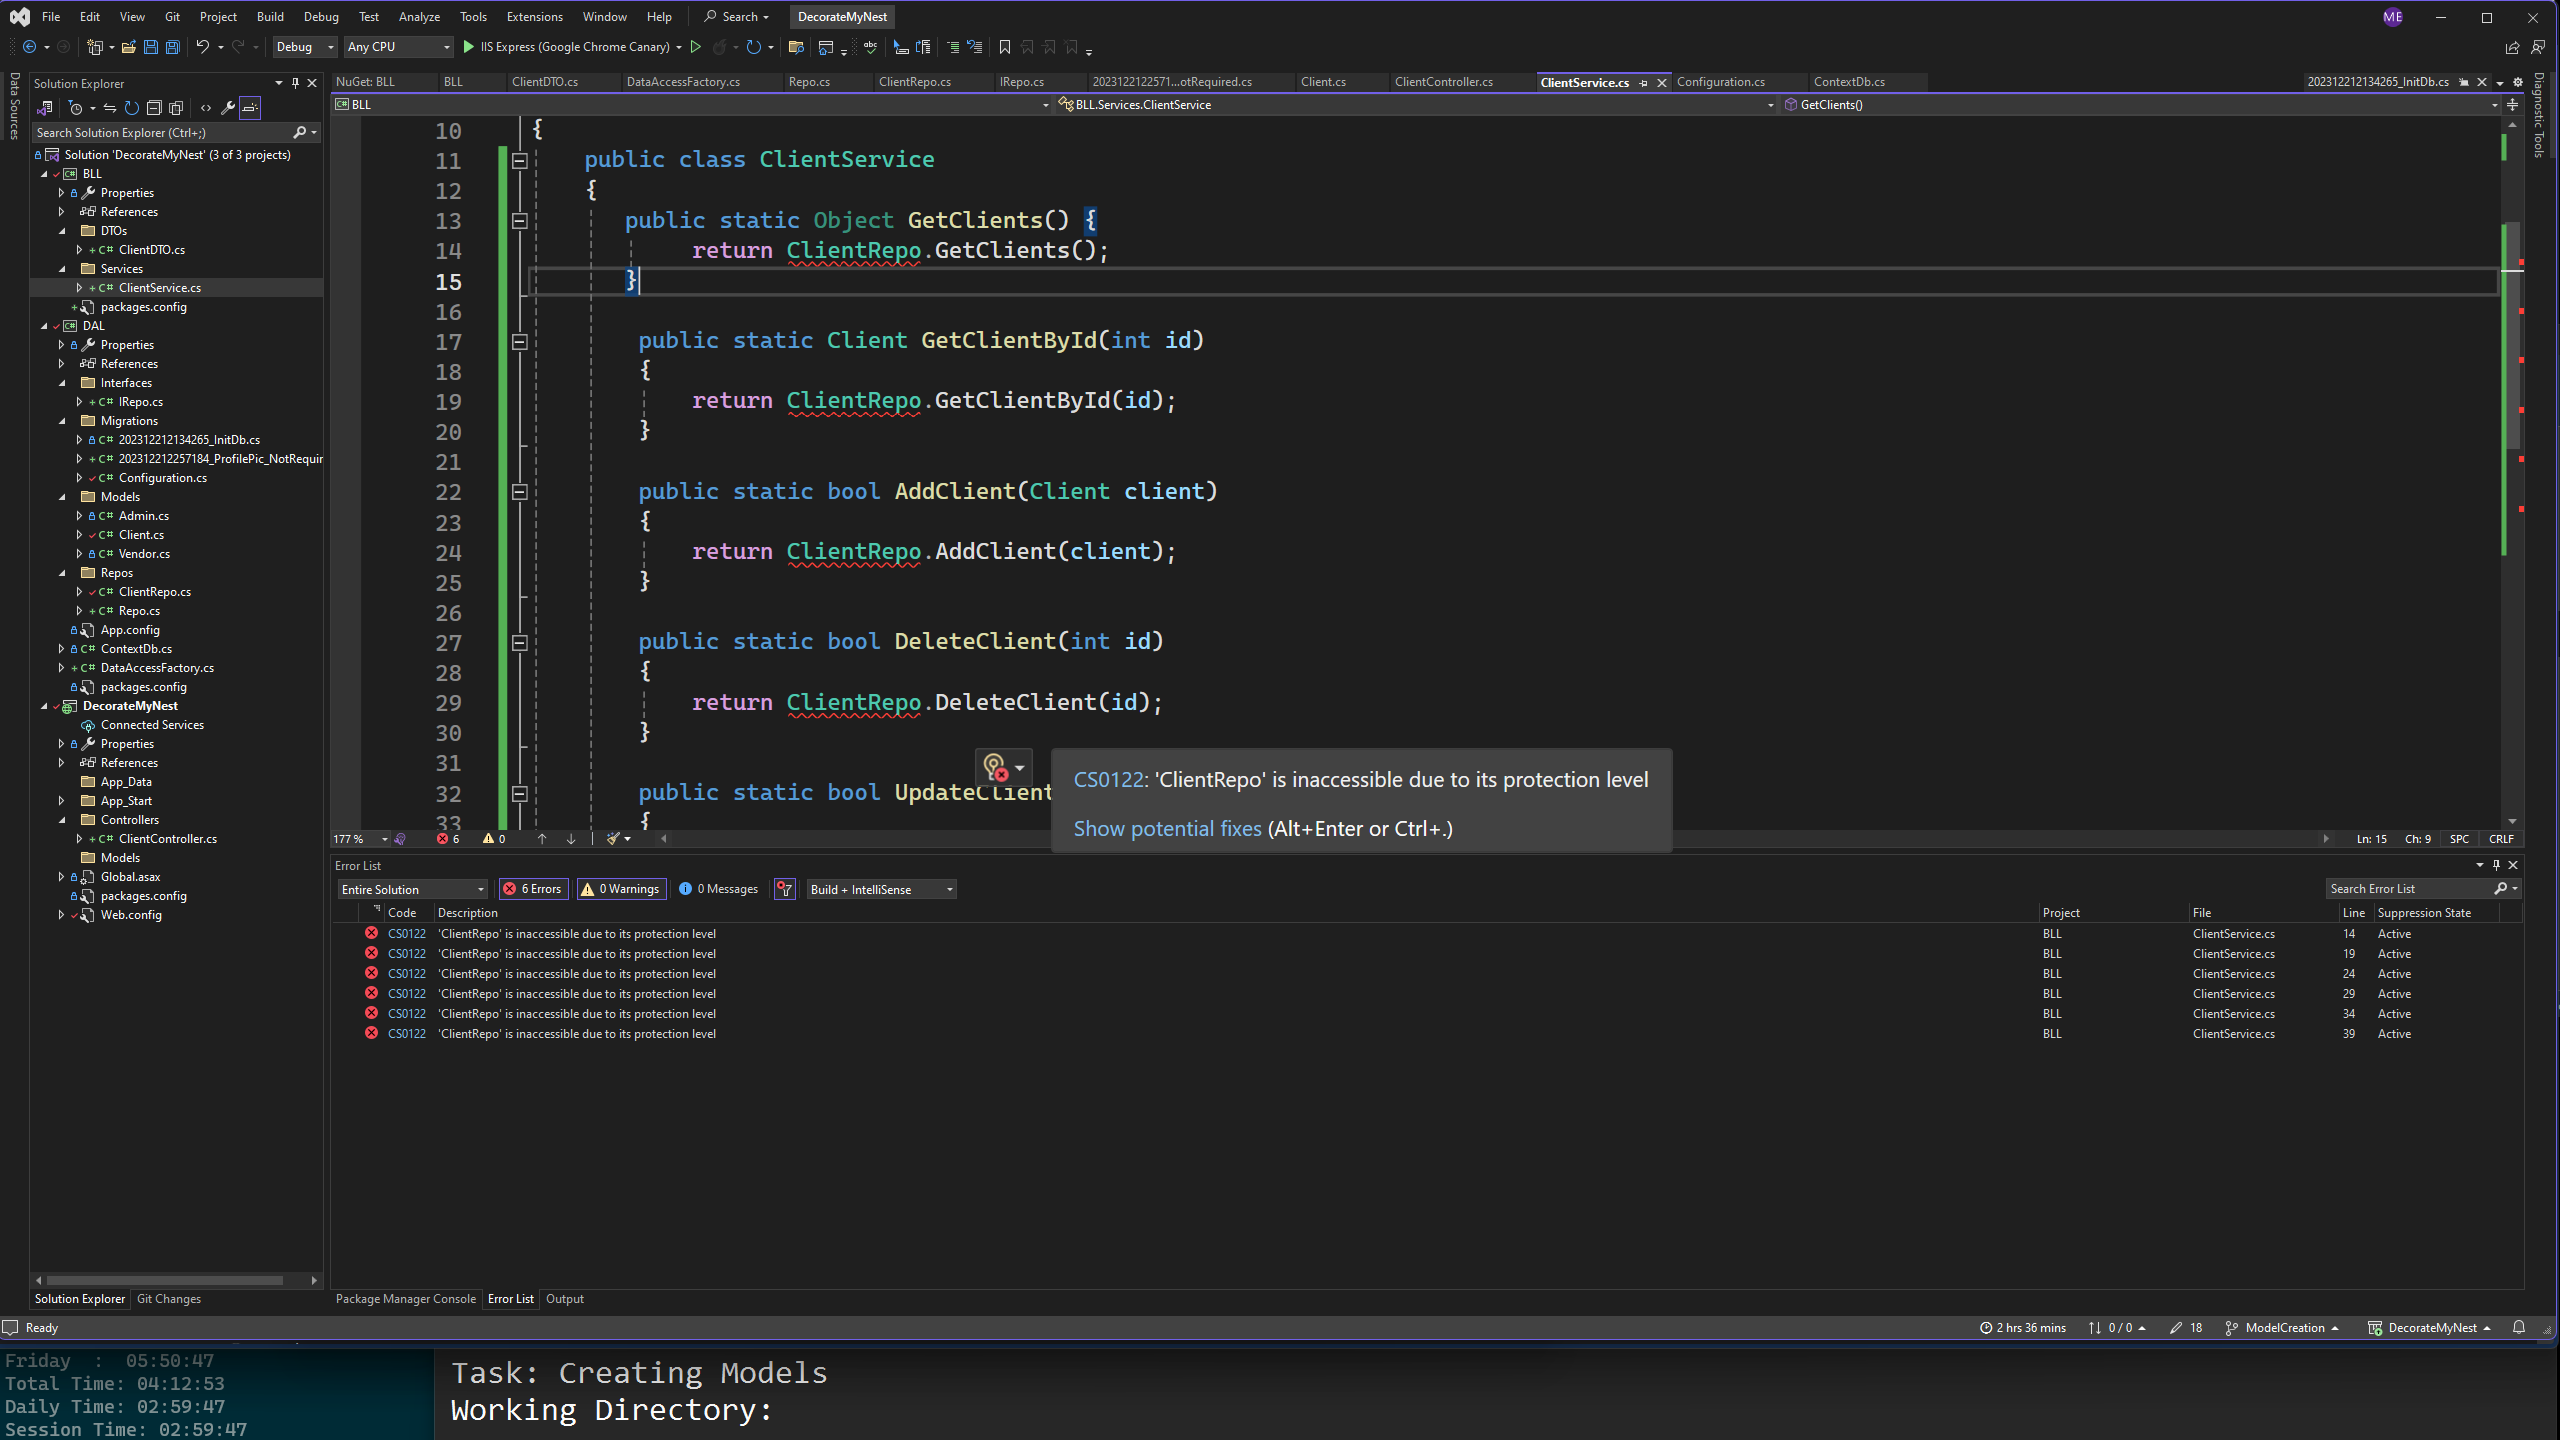 File Edit View Git Project Build Debug Test Analyze Tools Extensions Window Help Search DecorateMyNest ME
Debug Any CPU IIS Express (Google Chrome Canary)
Data Sources
Solution Explorer
Search Solution Explorer (Ctrl+;)
Solution 'DecorateMyNest' (3 of 3 projects)
BLL
Properties
References
DTOs
C# ClientDTO.cs
Services
C# ClientService.cs
packages.config
DAL
Properties
References
Interfaces
C# IRepo.cs
Migrations
C# 202312212134265_InitDb.cs
C# 202312212257184_ProfilePic_NotRequir
C# Configuration.cs
Models
C# Admin.cs
C# Client.cs
C# Vendor.cs
Repos
C# ClientRepo.cs
C# Repo.cs
App.config
C# ContextDb.cs
C# DataAccessFactory.cs
packages.config
DecorateMyNest
Connected Services
Properties
References
App_Data
App_Start
Controllers
C# ClientController.cs
Models
Global.asax
packages.config
Web.config
Solution Explorer Git Changes
NuGet: BLL BLL ClientDTO.cs DataAccessFactory.cs Repo.cs ClientRepo.cs IRepo.cs 2023122122571...otRequired.cs Client.cs ClientController.cs ClientService.cs Configuration.cs ContextDb.cs 202312212134265_InitDb.cs
C# BLL BLL.Services.ClientService GetClients()
Diagnostic Tools
10 {
11 public class ClientService
12 {
13 public static Object GetClients() {
14 return ClientRepo.GetClients();
15 }
16
17 public static Client GetClientById(int id)
18 {
19 return ClientRepo.GetClientById(id);
20 }
21
22 public static bool AddClient(Client client)
23 {
24 return ClientRepo.AddClient(client);
25 }
26
27 public static bool DeleteClient(int id)
28 {
29 return ClientRepo.DeleteClient(id);
30 }
31
32 public static bool UpdateClient
33 {
CS0122: 'ClientRepo' is inaccessible due to its protection level
Show potential fixes (Alt+Enter or Ctrl+.)
177 % 6 0 Ln: 15 Ch: 9 SPC CRLF
Error List
Entire Solution 6 Errors 0 Warnings 0 Messages Build + IntelliSense Search Error List
Code Description Project File Line Suppression State
CS0122 'ClientRepo' is inaccessible due to its protection level BLL ClientService.cs 14 Active
CS0122 'ClientRepo' is inaccessible due to its protection level BLL ClientService.cs 19 Active
CS0122 'ClientRepo' is inaccessible due to its protection level BLL ClientService.cs 24 Active
CS0122 'ClientRepo' is inaccessible due to its protection level BLL ClientService.cs 29 Active
CS0122 'ClientRepo' is inaccessible due to its protection level BLL ClientService.cs 34 Active
CS0122 'ClientRepo' is inaccessible due to its protection level BLL ClientService.cs 39 Active
Package Manager Console Error List Output
Ready 2 hrs 36 mins 0 / 0 18 ModelCreation DecorateMyNest
Friday : 05:50:47
Total Time: 04:12:53
Daily Time: 02:59:47
Session Time: 02:59:47
Task: Creating Models
Working Directory: